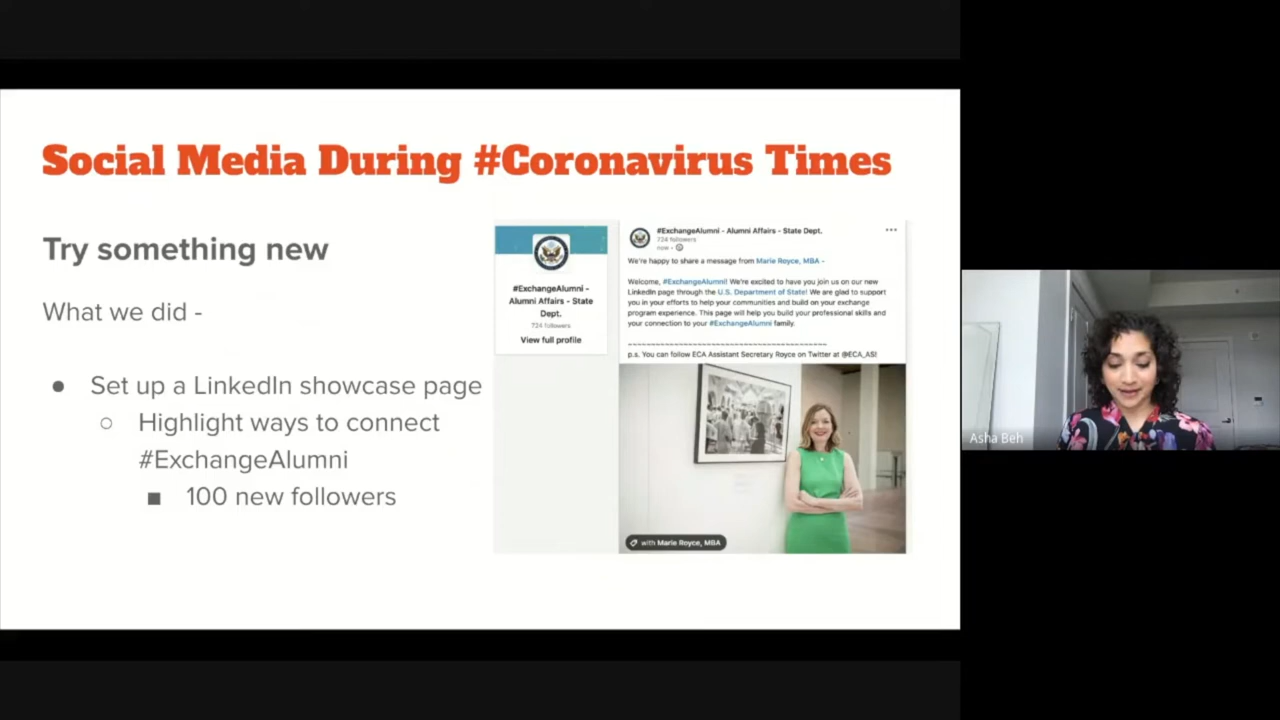 Social Media During #Coronavirus Times
Try something new
What we did -
● Set up a LinkedIn showcase page
○ Highlight ways to connect
#ExchangeAlumni
■ 100 new followers
#ExchangeAlumni -
Alumni Affairs - State
Dept.
724 followers
View full profile
#ExchangeAlumni - Alumni Affairs - State Dept.
724 followers
now •
We're happy to share a message from Marie Royce, MBA -
Welcome, #ExchangeAlumni! We're excited to have you join us on our new
LinkedIn page through the U.S. Department of State! We are glad to support
you in your efforts to help your communities and build on your exchange
program experience. This page will help you build your professional skills and
your connection to your #ExchangeAlumni family.
~~~~~~~~~~~~~~~~~~~~~~~~~~~~~~~~~~~~~~~~
p.s. You can follow ECA Assistant Secretary Royce on Twitter at @ECA_AS!
with Marie Royce, MBA
Asha Beh